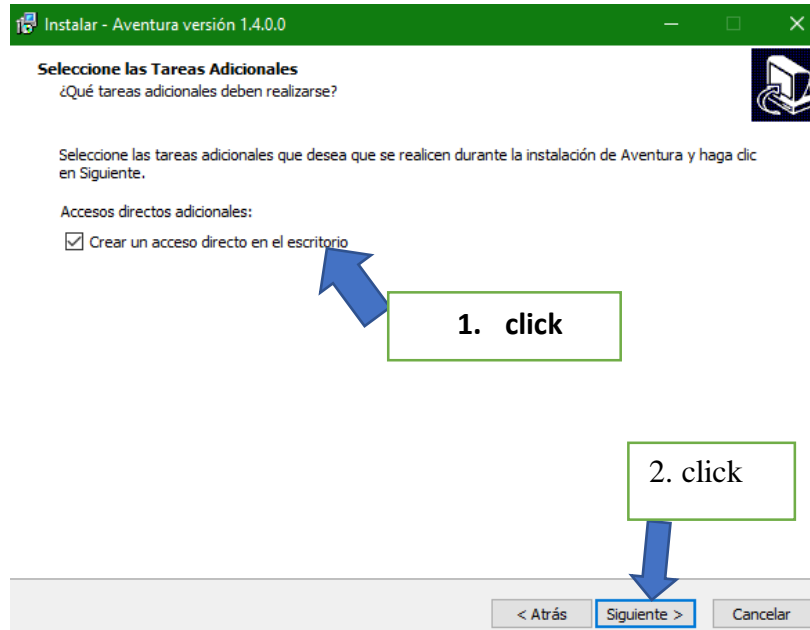 Instalar - Aventura versión 1.4.0.0
Seleccione las Tareas Adicionales
¿Qué tareas adicionales deben realizarse?
Seleccione las tareas adicionales que desea que se realicen durante la instalación de Aventura y haga clic
en Siguiente.
Accesos directos adicionales:
Crear un acceso directo en el escritorio
1. click
2. click
< Atrás
Siguiente >
Cancelar